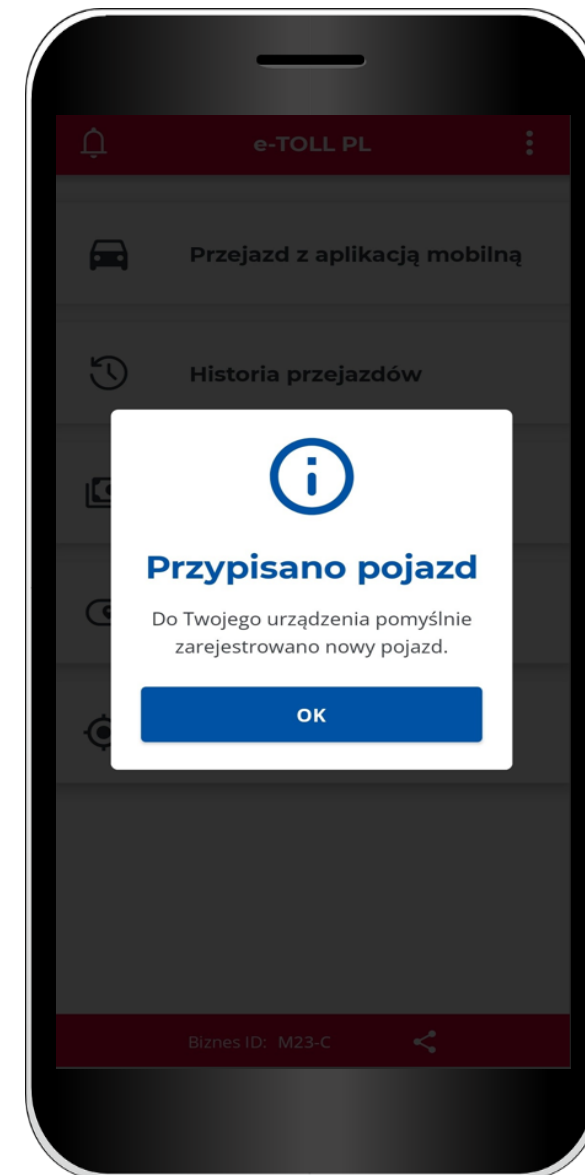 e-TOLL PL
Przejazd z aplikacją mobilną
Historia przejazdów
Przypisano pojazd
Do Twojego urządzenia pomyślnie
zarejestrowano nowy pojazd.
OK
Biznes ID: M23-C